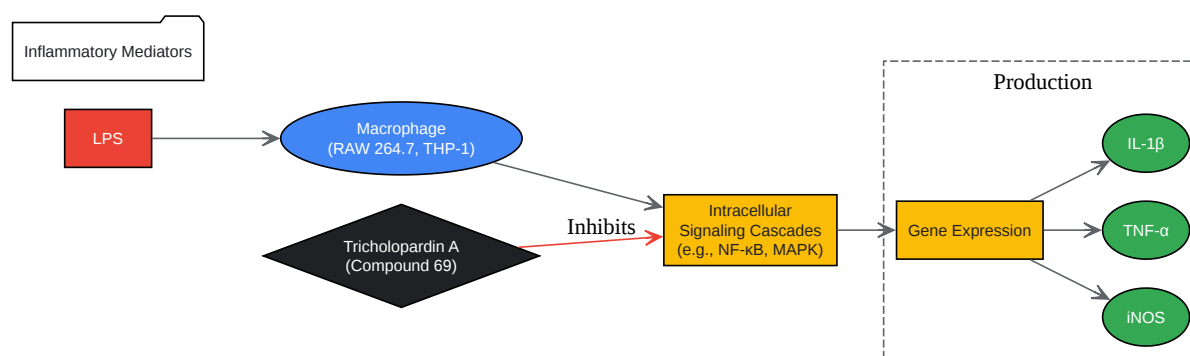 Inflammatory Mediators
LPS
Macrophage
(RAW 264.7, THP-1)
Tricholopardin A
(Compound 69)
Inhibits
Intracellular
Signaling Cascades
(e.g., NF-κB, MAPK)
Production
Gene Expression
IL-1β
TNF-α
iNOS